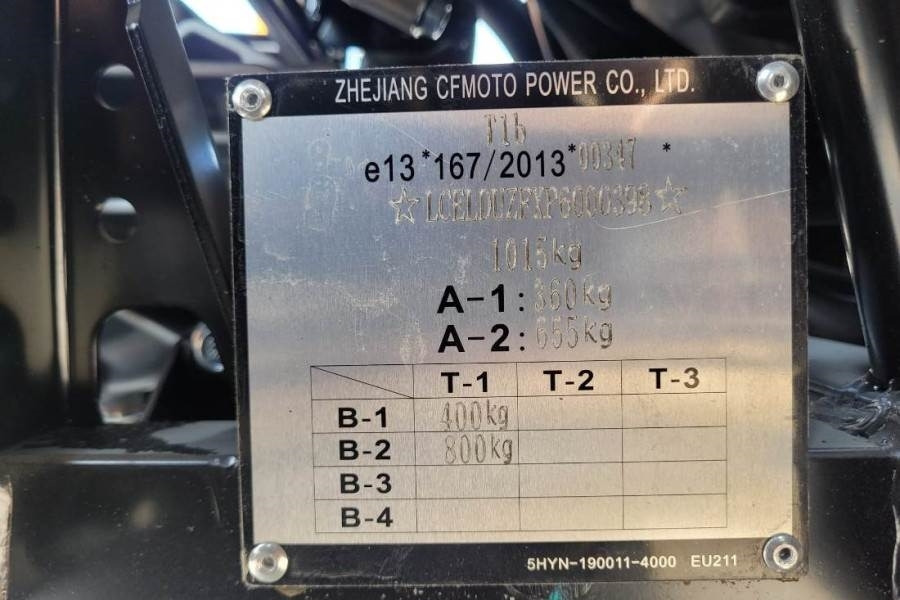 ZHEJIANG CFMOTO POWER CO., LTD.
T1b
e13*167/2013*00347 *
☆LCELDUZFXP6000398☆
1015kg
A-1: 360kg
A-2: 655kg
T-1 T-2 T-3
B-1 400kg
B-2 800kg
B-3
B-4
5HYN-190011-4000 EU211